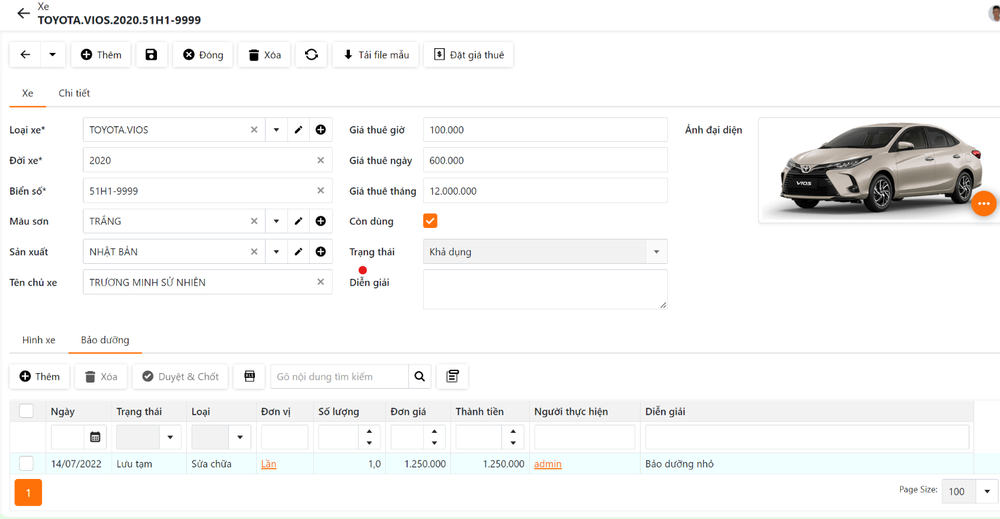 Xe
TOYOTA.VIOS.2020.51H1-9999
Thêm
Đóng
Xóa
Tải file mẫu
$ Đặt giá thuê
Xe Chi tiết
Loại xe* TOYOTA.VIOS Giá thuê giờ 100.000 Ảnh đại diện
Đời xe* 2020 Giá thuê ngày 600.000
VIOS
Biển số* 51H1-9999 Giá thuê tháng 12.000.000
Màu sơn TRẮNG Còn dùng
Sản xuất NHẬT BẢN Trạng thái Khả dụng
Tên chủ xe TRƯƠNG MINH SỬ NHIÊN Diễn giải
Hình xe Bảo dưỡng
Thêm Xóa Duyệt & Chốt XLS Gõ nội dung tìm kiếm
Ngày Trạng thái Loại Đơn vị Số lượng Đơn giá Thành tiền Người thực hiện Diễn giải
14/07/2022 Lưu tạm Sửa chữa Lần 1,0 1.250.000 1.250.000 admin Bảo dưỡng nhỏ
1 Page Size: 100